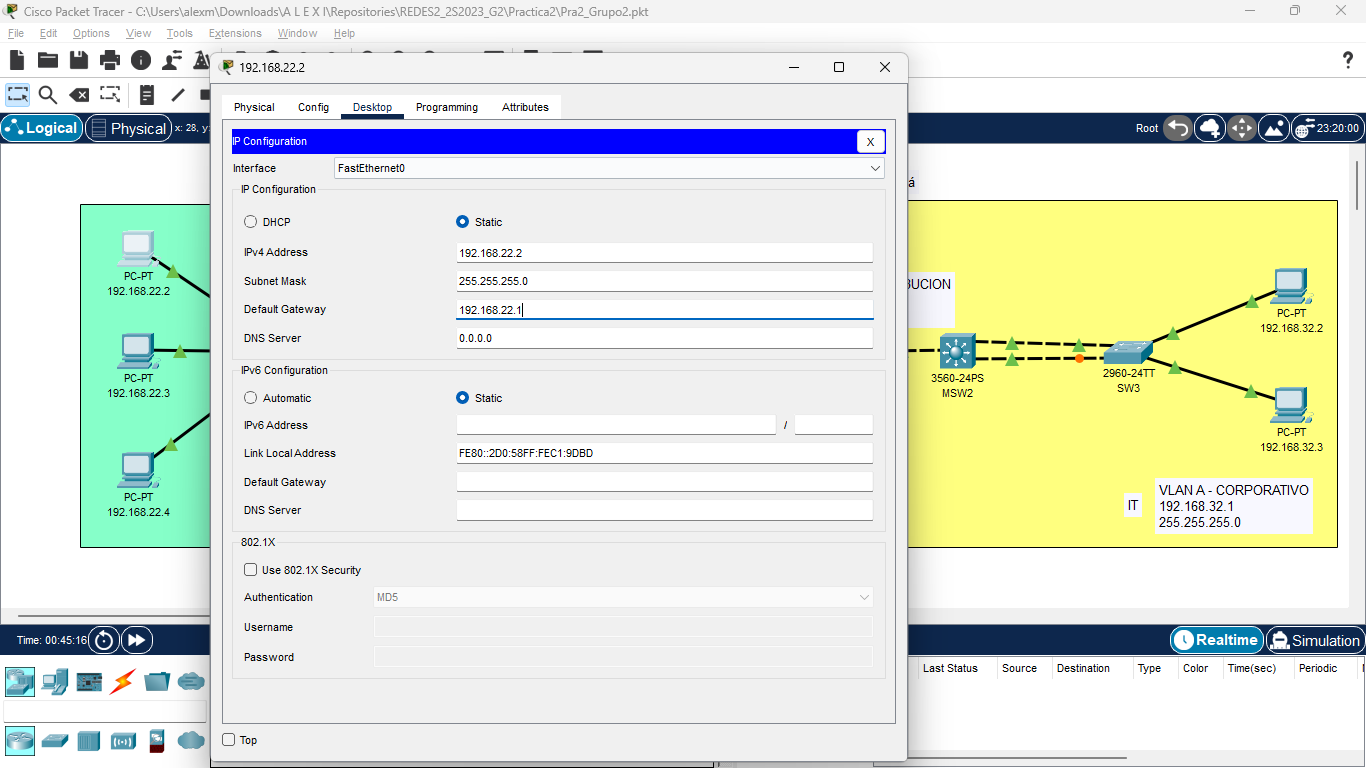 Cisco Packet Tracer - C:\Users\alexm\Downloads\A L E X I\Repositories\REDES2_2S2023_G2\Practica2\Pra2_Grupo2.pkt
File Edit Options View Tools Extensions Window Help
192.168.22.2
Physical Config Desktop Programming Attributes
Logical Physical x: 28, y: Root 23:20:00
IP Configuration X
Interface FastEthernet0
IP Configuration
DHCP Static
IPv4 Address 192.168.22.2
Subnet Mask 255.255.255.0
Default Gateway 192.168.22.1
DNS Server 0.0.0.0
IPv6 Configuration
Automatic Static
IPv6 Address /
Link Local Address FE80::2D0:58FF:FEC1:9DBD
Default Gateway
DNS Server
802.1X
Use 802.1X Security
Authentication MD5
Username
Password
Top
PC-PT
192.168.22.2
PC-PT
192.168.22.3
PC-PT
192.168.22.4
á
BUCION
3560-24PS
MSW2
2960-24TT
SW3
PC-PT
192.168.32.2
PC-PT
192.168.32.3
IT
VLAN A - CORPORATIVO
192.168.32.1
255.255.255.0
Time: 00:45:16
Realtime Simulation
Last Status Source Destination Type Color Time(sec) Periodic